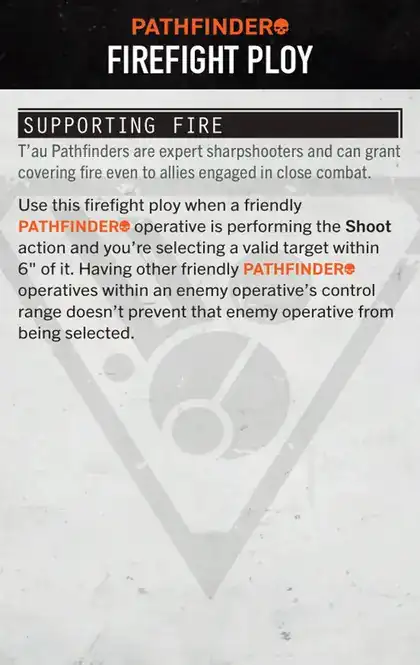 PATHFINDER
FIREFIGHT PLOY
SUPPORTING FIRE
T’au Pathfinders are expert sharpshooters and can grant
covering fire even to allies engaged in close combat.
Use this firefight ploy when a friendly
PATHFINDER operative is performing the Shoot
action and you’re selecting a valid target within
6" of it. Having other friendly PATHFINDER
operatives within an enemy operative’s control
range doesn’t prevent that enemy operative from
being selected.